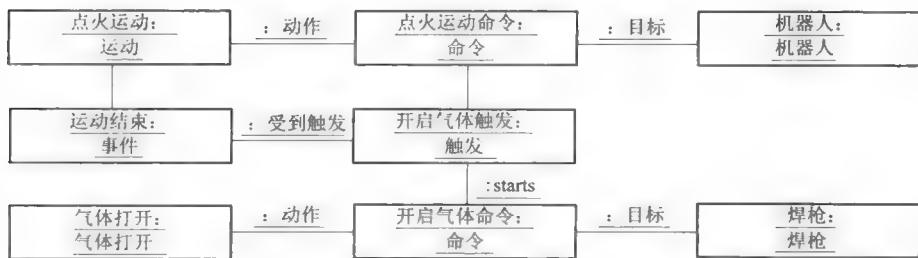 点火运动:
运动
: 动作
点火运动命令:
命令
: 目标
机器人:
机器人
运动结束:
事件
: 受到触发
开启气体触发:
触发
:starts
气体打开:
气体打开
: 动作
开启气体命令:
命令
: 目标
焊枪:
焊枪